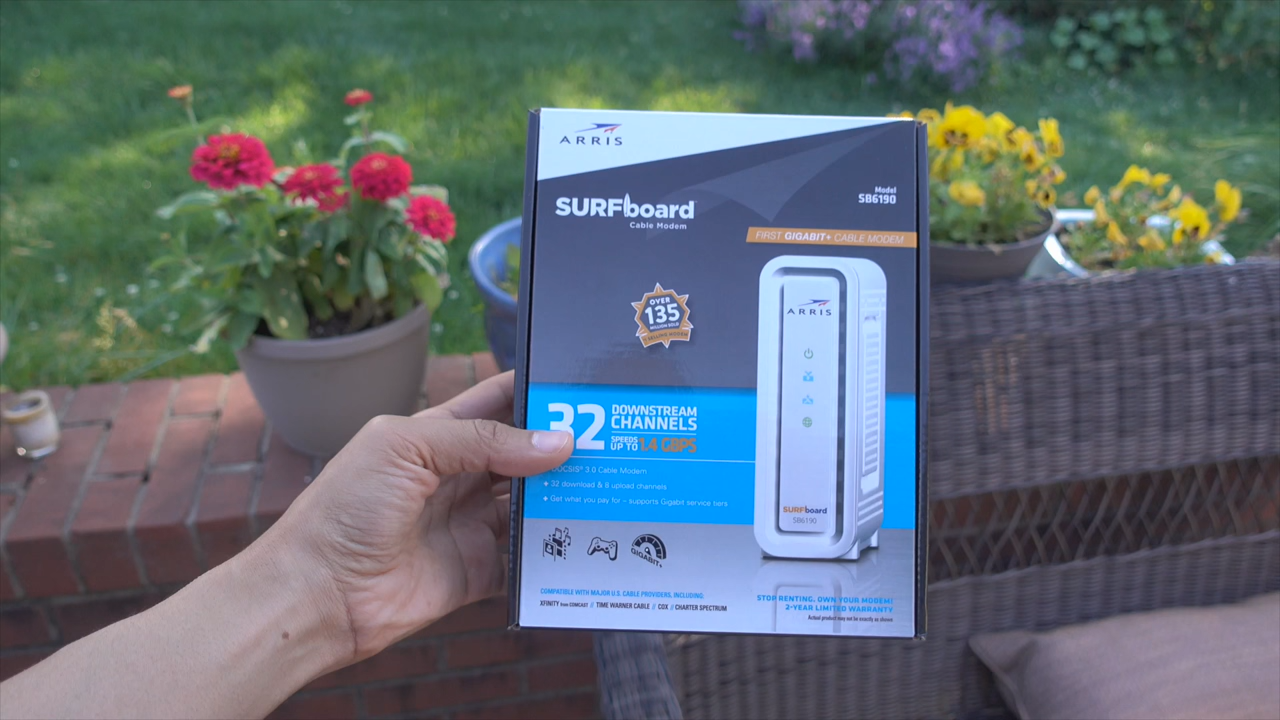 ARRIS
SURFboard
Cable Modem
Model
SB6190
FIRST GIGABIT+ CABLE MODEM
OVER
135
MILLION SOLD
ARRIS
32 DOWNSTREAM
CHANNELS
SPEEDS
UP TO 1.4 GBPS
DOCSIS® 3.0 Cable Modem
+ 32 download & 8 upload channels
+ Get what you pay for – supports Gigabit service tiers
GIGABIT+
SURFboard
SB6190
COMPATIBLE WITH MAJOR U.S. CABLE PROVIDERS, INCLUDING:
XFINITY from COMCAST // TIME WARNER CABLE // COX // CHARTER SPECTRUM
STOP RENTING. OWN YOUR MODEM!
2-YEAR LIMITED WARRANTY
Actual product may not be exactly as shown